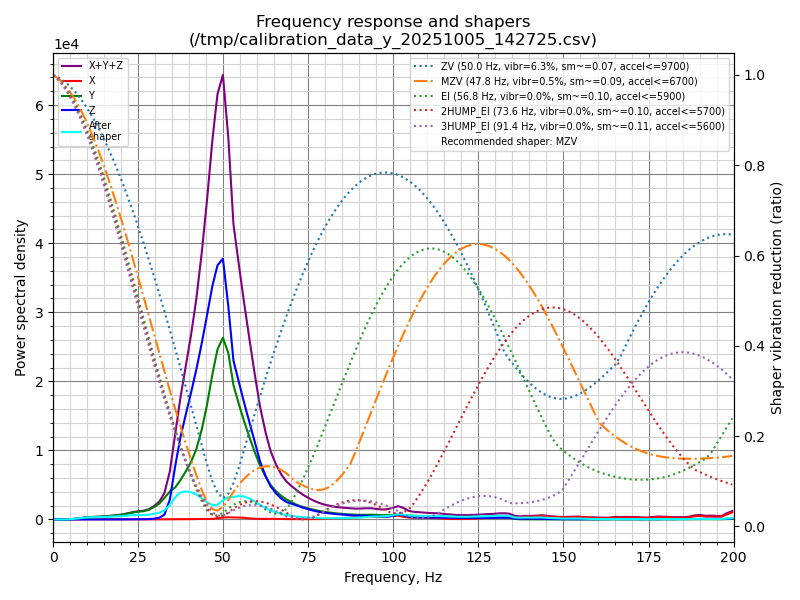 Frequency response and shapers
(/tmp/calibration_data_y_20251005_142725.csv)
1e4
X+Y+Z
X
Y
Z
After
shaper
ZV (50.0 Hz, vibr=6.3%, sm~=0.07, accel<=9700)
MZV (47.8 Hz, vibr=0.5%, sm~=0.09, accel<=6700)
EI (56.8 Hz, vibr=0.0%, sm~=0.10, accel<=5900)
2HUMP_EI (73.6 Hz, vibr=0.0%, sm~=0.10, accel<=5700)
3HUMP_EI (91.4 Hz, vibr=0.0%, sm~=0.11, accel<=5600)
Recommended shaper: MZV
Power spectral density
6
5
4
3
2
1
0
1.0
0.8
0.6
0.4
0.2
0.0
Shaper vibration reduction (ratio)
0 25 50 75 100 125 150 175 200
Frequency, Hz